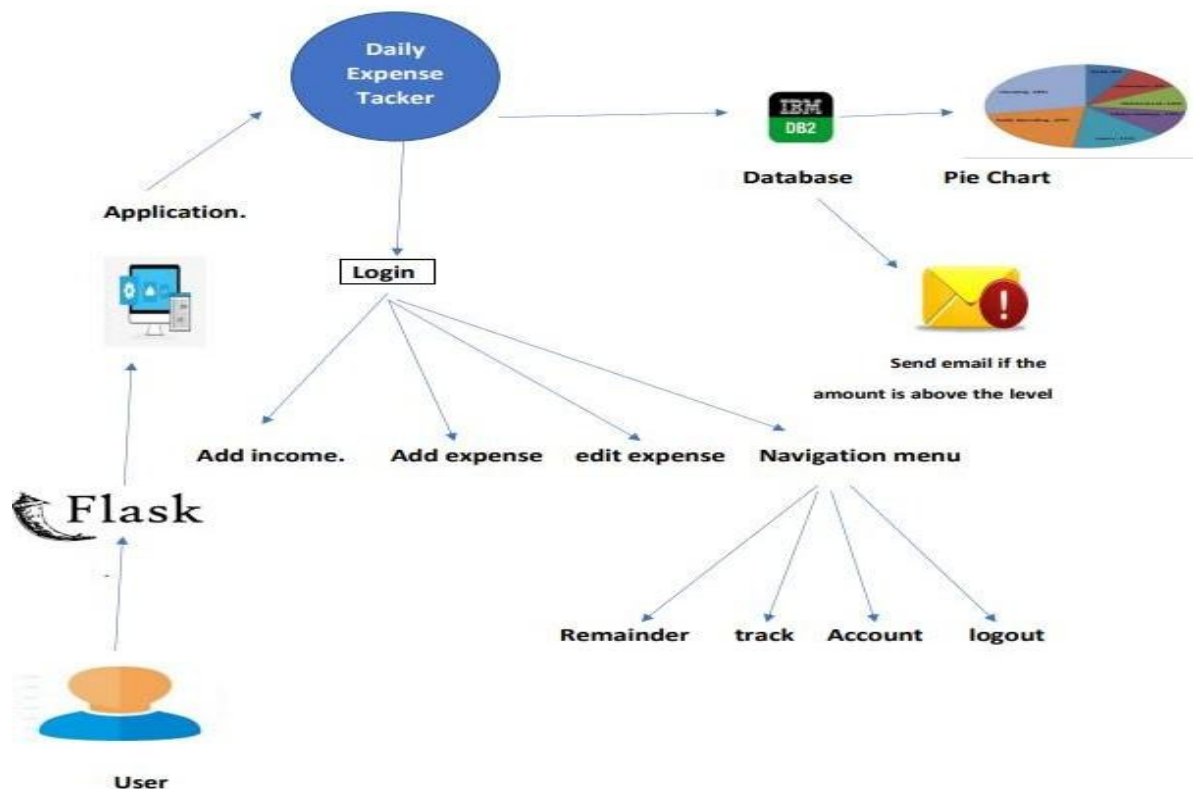 Daily
Expense
Tacker
IBM
DB2
Database
Pie Chart
Application.
Login
Send email if the
amount is above the level
Add income.
Add expense
edit expense
Navigation menu
Flask
Remainder
track
Account
logout
User